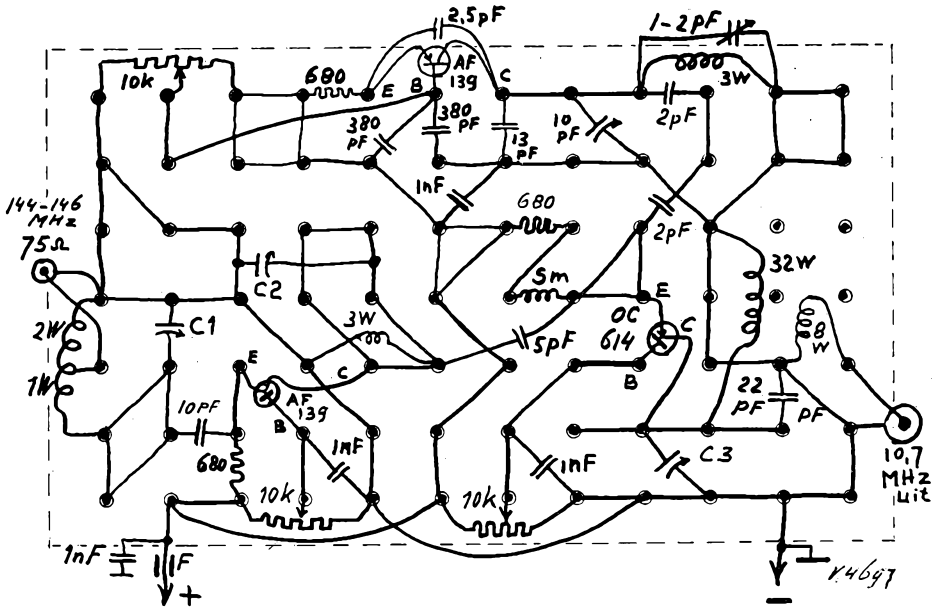 2,5pF
1-2pF
10k
680
E
B
AF
139
C
3W
380
pF
380
pF
13
pF
10
pF
2pF
1nF
680
2pF
144-146
MHz
75Ω
C2
5m
E
OC
614
C
B
32W
2W
1W
C1
3W
C
5pF
8
W
E
AF
139
B
10PF
680
1nF
10k
1nF
10k
22
PF
PF
C3
10,7
MHz
uit
1nF
1F
+
-